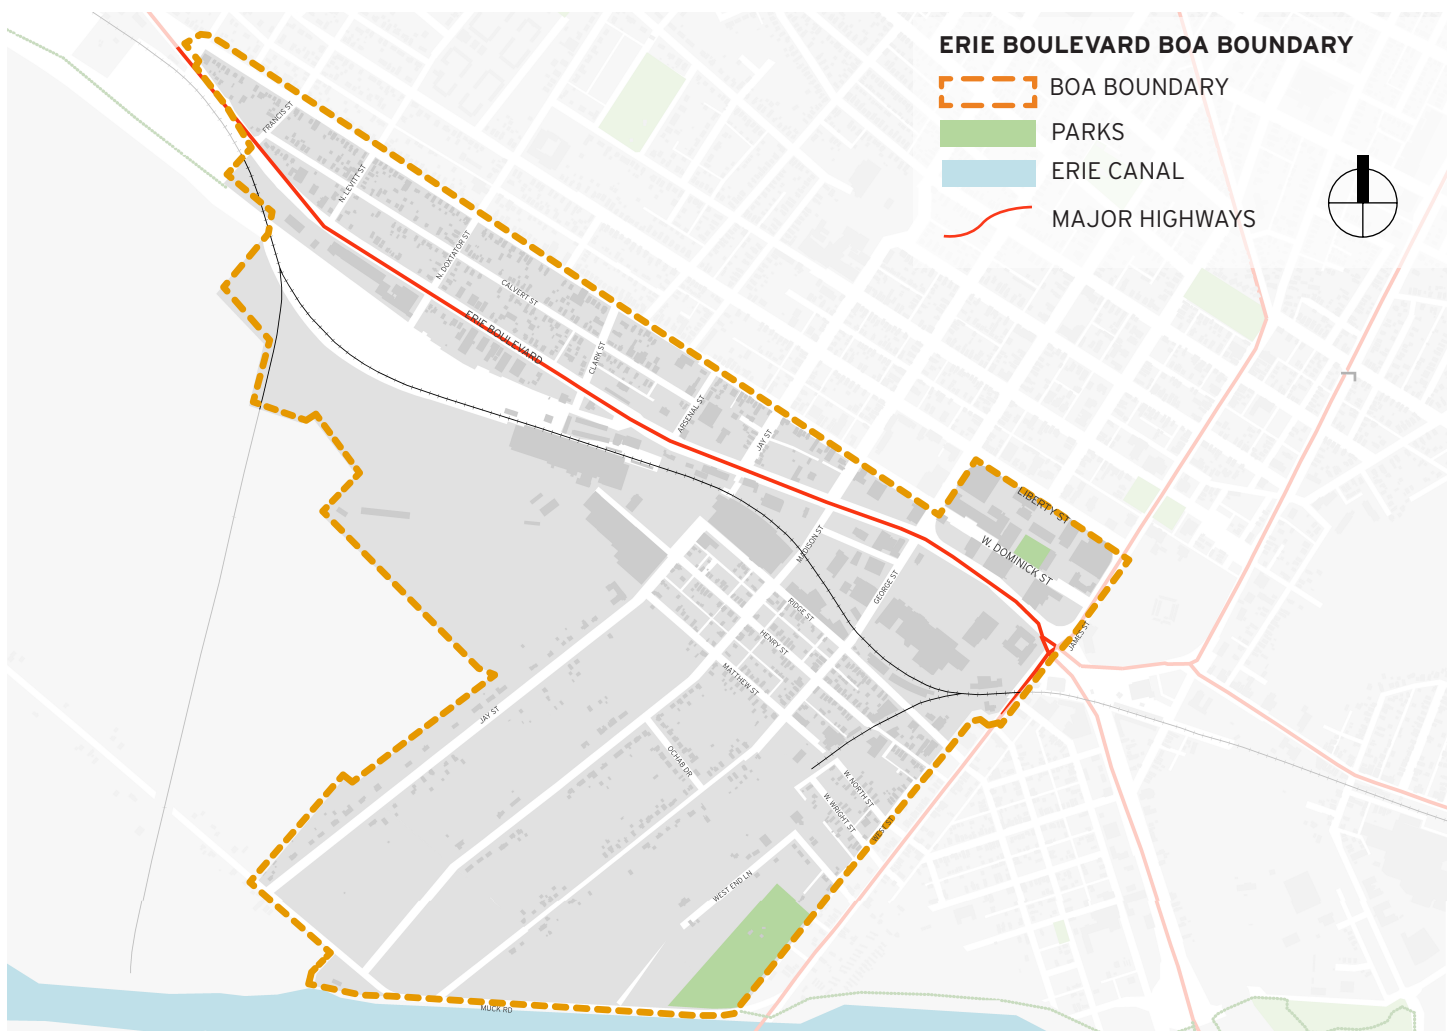 ERIE BOULEVARD BOA BOUNDARY
BOA BOUNDARY
PARKS
ERIE CANAL
MAJOR HIGHWAYS
FRANCIS ST
N. LEVITT ST
N. DOXTATOR ST
CALVERT ST
ERIE BOULEVARD
CLARK ST
ARSENAL ST
JAY ST
LIBERTY ST
W. DOMINICK ST
MADISON ST
GEORGE ST
RIDGE ST
HENRY ST
MATTHEW ST
JAMES ST
JAY ST
OCHAB DR
W. NORTH ST
W. WRIGHT ST
WEST ST
WEST END LN
MUCK RD